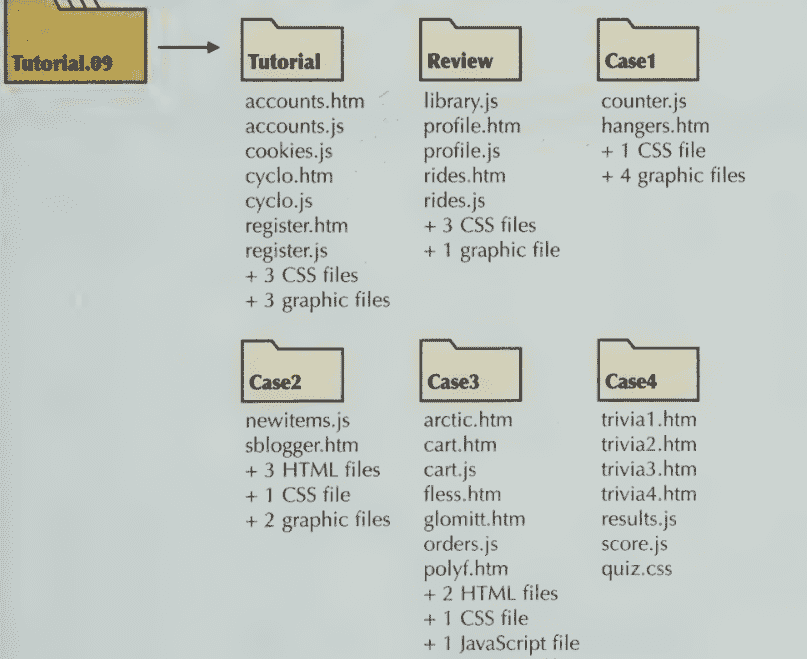 Tutorial.09
Tutorial
accounts.htm
accounts.js
cookies.js
cyclo.htm
cyclo.js
register.htm
register.js
+ 3 CSS files
+ 3 graphic files
Review
library.js
profile.htm
profile.js
rides.htm
rides.js
+ 3 CSS files
+ 1 graphic file
Case1
counter.js
hangers.htm
+ 1 CSS file
+ 4 graphic files
Case2
newitems.js
sblogger.htm
+ 3 HTML files
+ 1 CSS file
+ 2 graphic files
Case3
arctic.htm
cart.htm
cart.js
fless.htm
glomitt.htm
orders.js
polyf.htm
+ 2 HTML files
+ 1 CSS file
+ 1 JavaScript file
Case4
trivia1.htm
trivia2.htm
trivia3.htm
trivia4.htm
results.js
score.js
quiz.css